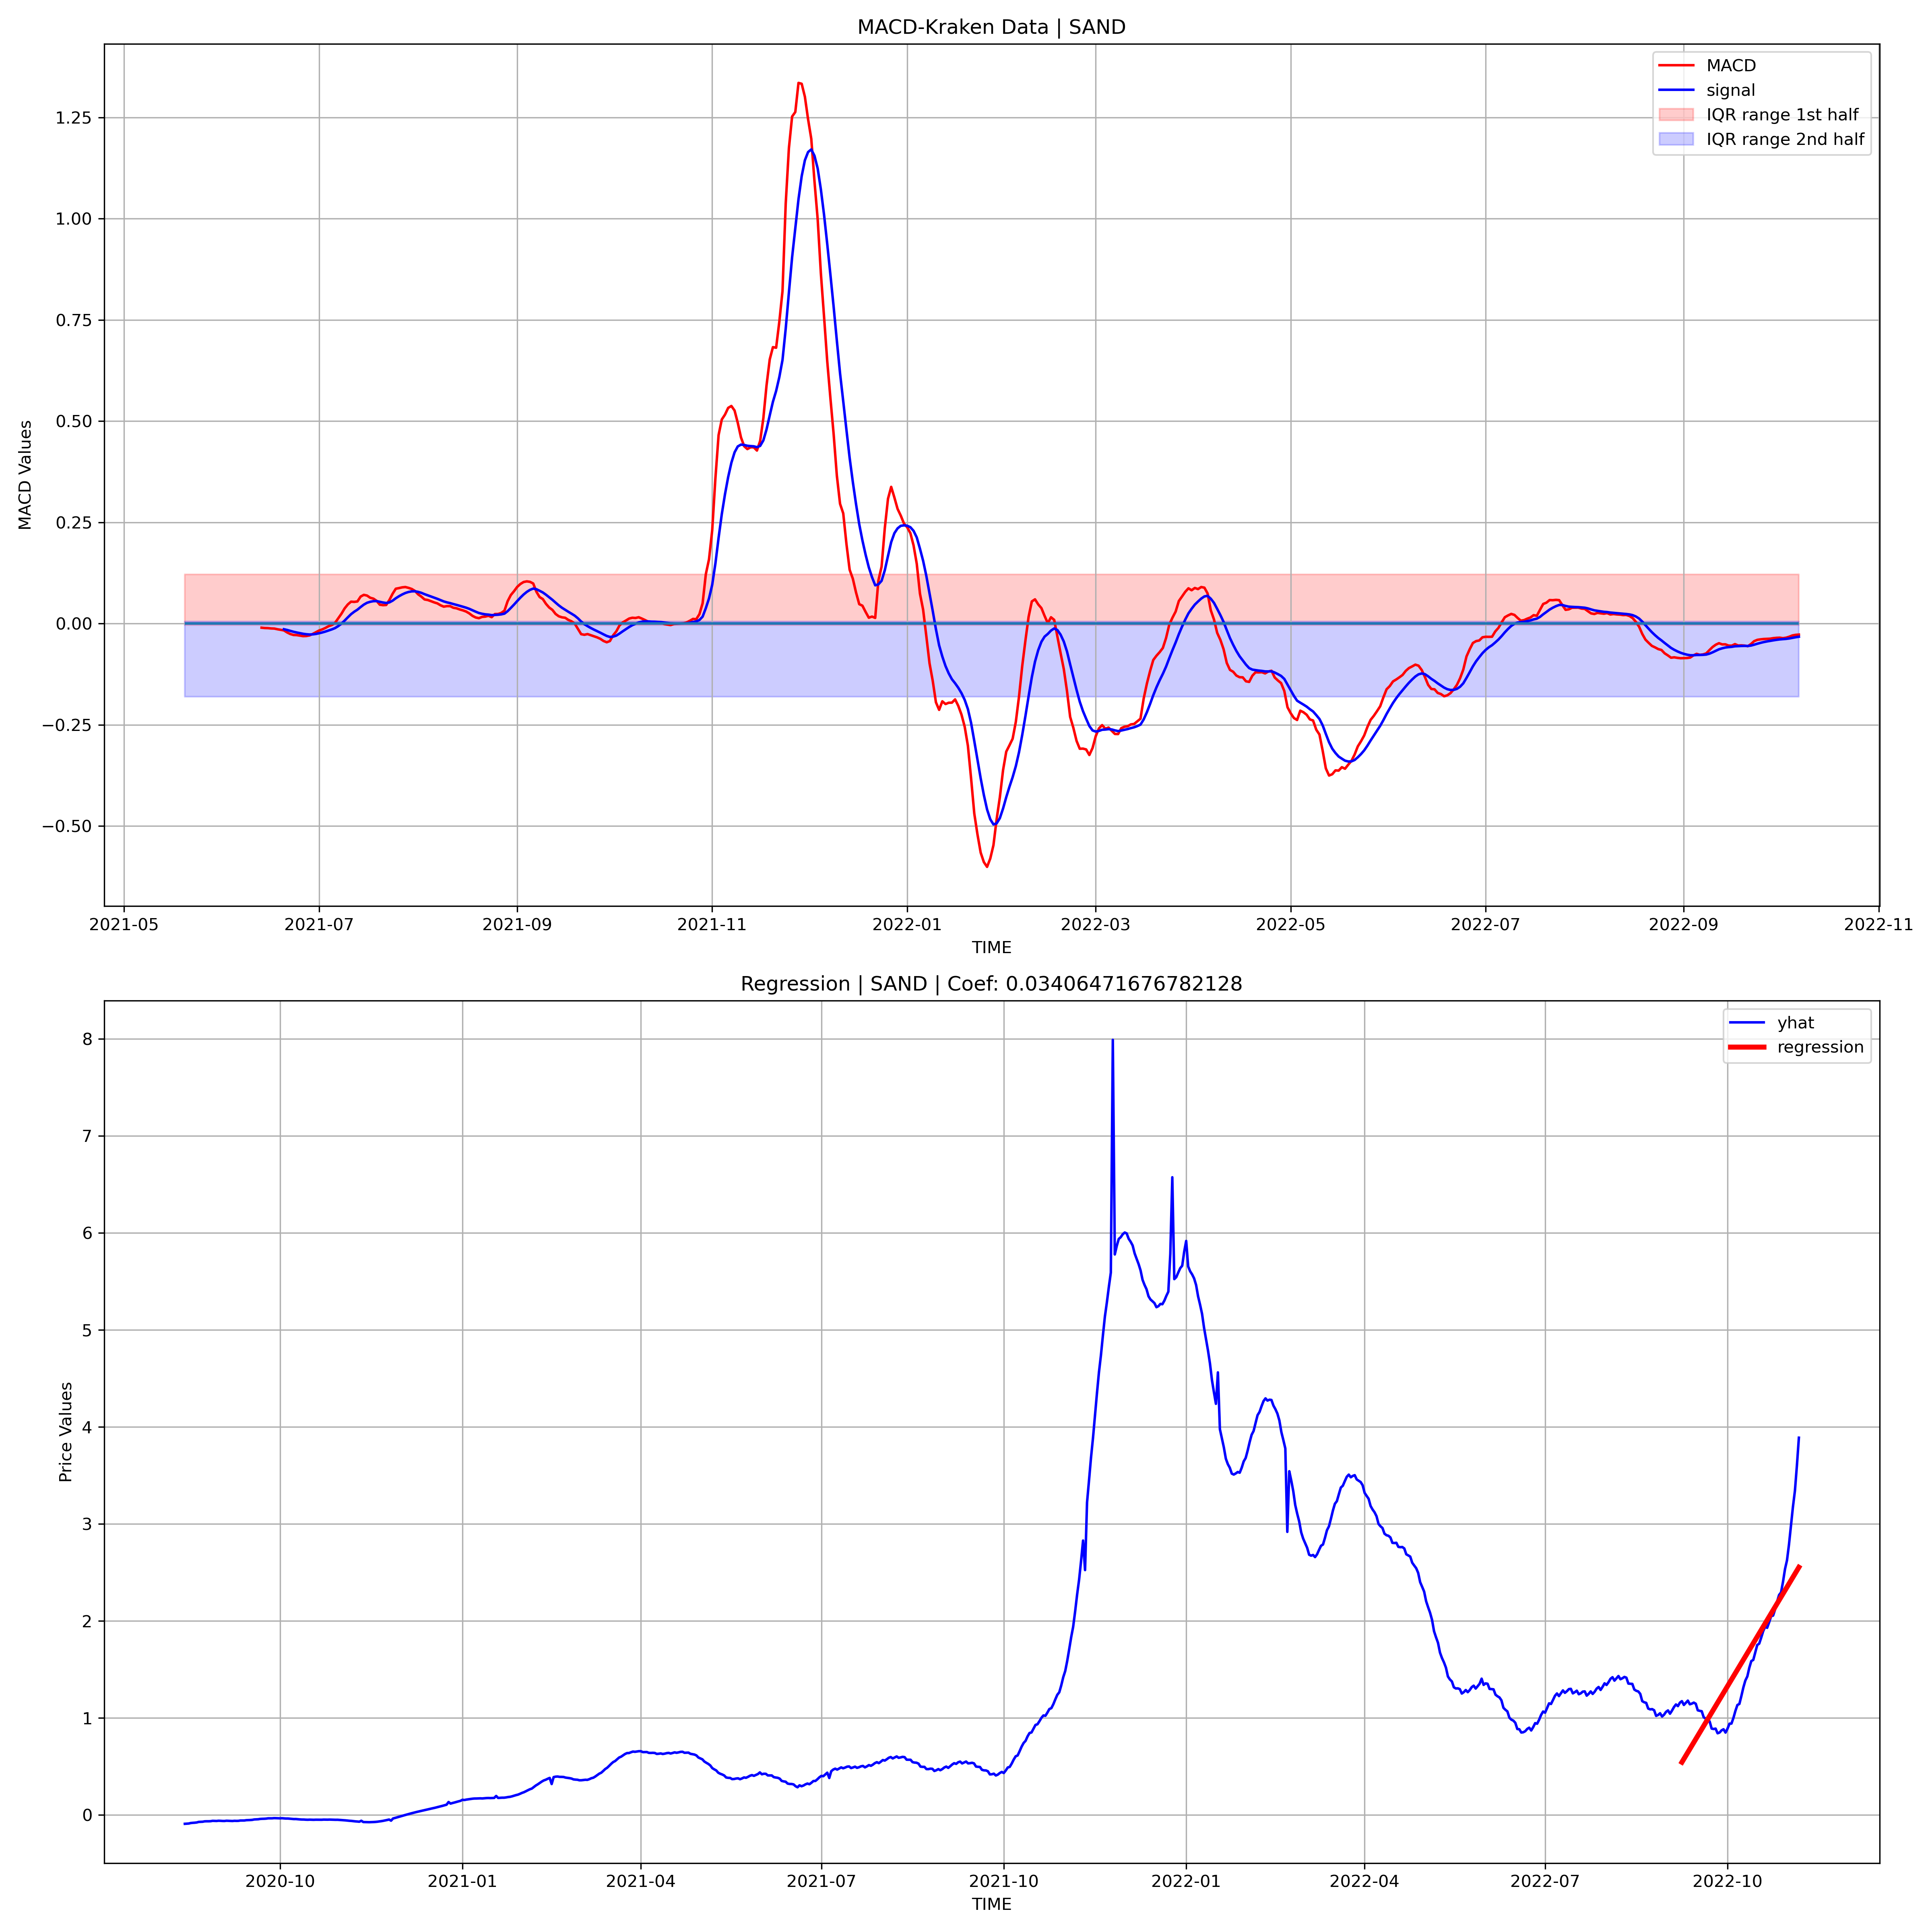 MACD-Kraken Data | SAND
MACD
signal
IQR range 1st half
IQR range 2nd half
1.25
1.00
0.75
0.50
0.25
0.00
−0.25
−0.50
MACD Values
2021-05 2021-07 2021-09 2021-11 2022-01 2022-03 2022-05 2022-07 2022-09 2022-11
TIME
Regression | SAND | Coef: 0.03406471676782128
yhat
regression
8
7
6
5
4
3
2
1
0
Price Values
2020-10 2021-01 2021-04 2021-07 2021-10 2022-01 2022-04 2022-07 2022-10
TIME